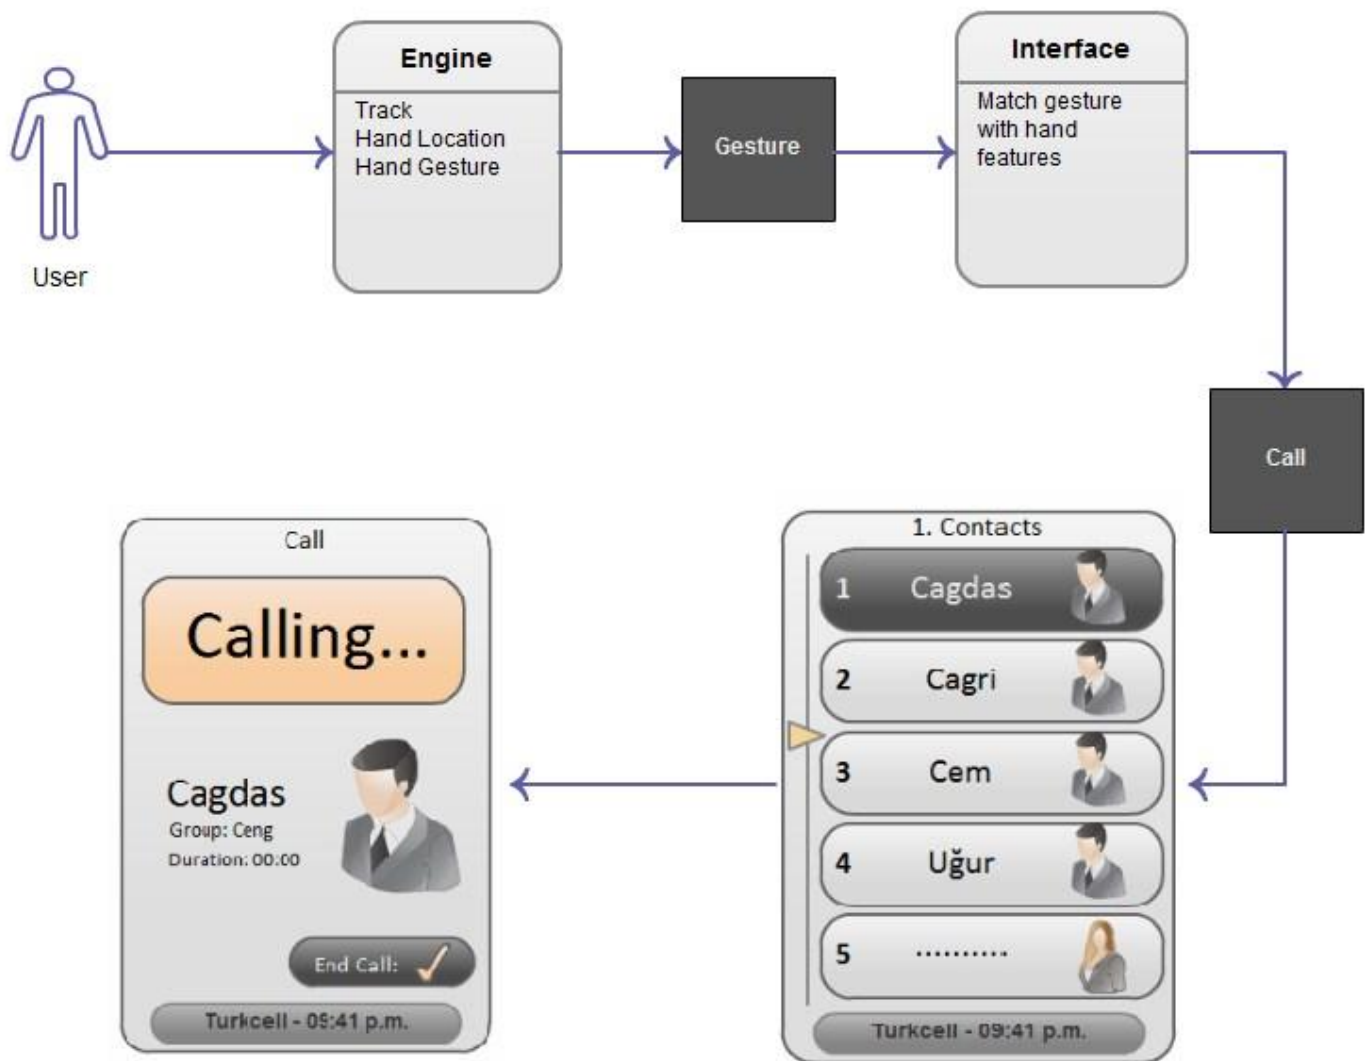 User
Engine
Track
Hand Location
Hand Gesture
Gesture
Interface
Match gesture
with hand
features
Call
1. Contacts
1 Cagdas
2 Cagri
3 Cem
4 Uğur
5 ..........
Turkcell - 09:41 p.m.
Call
Calling...
Cagdas
Group: Ceng
Duration: 00:00
End Call:
Turkcell - 09:41 p.m.